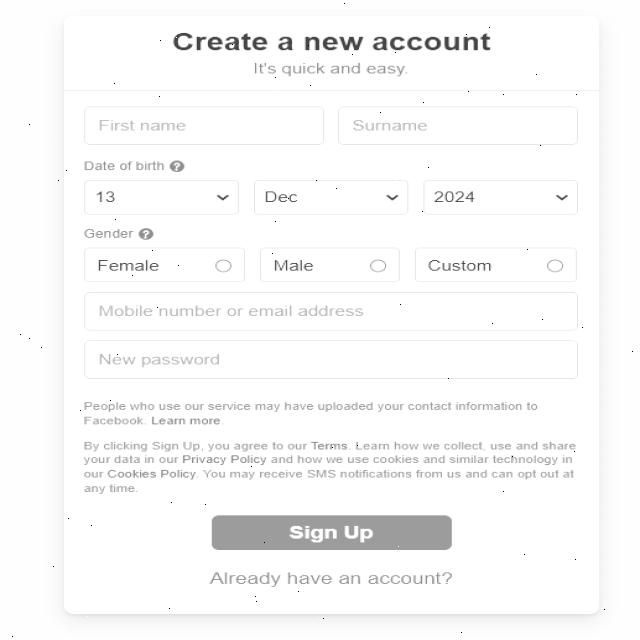 Create a new account
It's quick and easy.
First name Surname
Date of birth ?
13 Dec 2024
Gender ?
Female Male Custom
Mobile number or email address
New password
People who use our service may have uploaded your contact information to
Facebook. Learn more.
By clicking Sign Up, you agree to our Terms. Learn how we collect, use and share
your data in our Privacy Policy and how we use cookies and similar technology in
our Cookies Policy. You may receive SMS notifications from us and can opt out at
any time.
Sign Up
Already have an account?